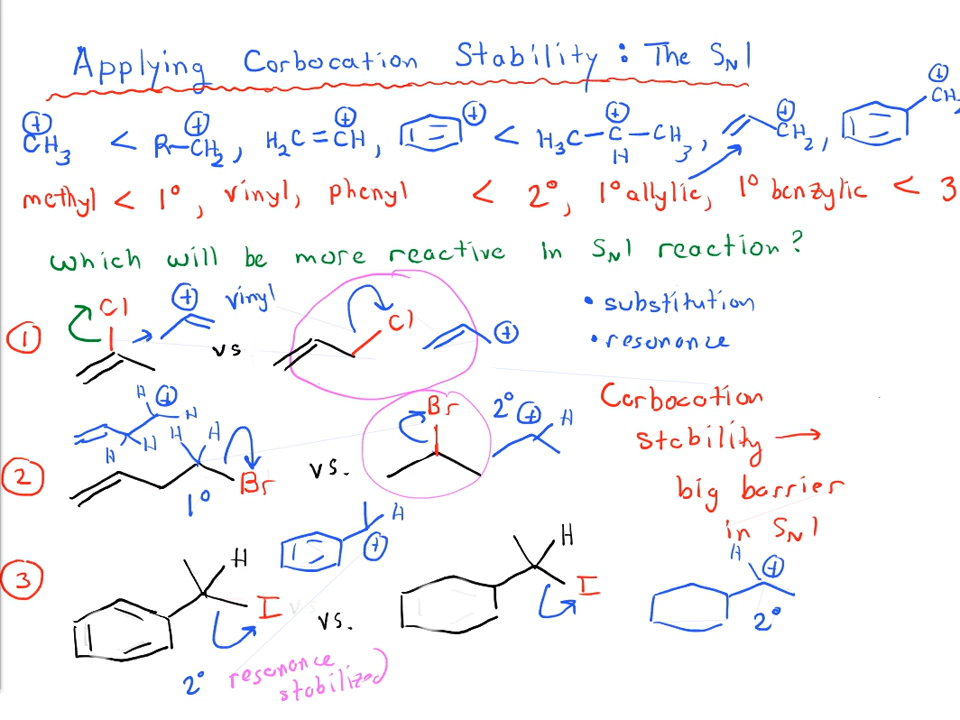 Applying Carbocation Stability : The SN1
⊕CH3 < R-CH2⊕, H2C=CH⊕, ⊕ < H3C-C⊕-CH3, CH2⊕, CH2⊕
H
methyl < 1°, vinyl, phenyl < 2°, 1° allylic, 1° benzylic < 3
Which will be more reactive in SN1 reaction?
① Cl ⊕ vinyl vs Cl ⊕
• substitution
• resonance
H ⊕ H H H H H
② 1° Br vs. Br 2° ⊕ H
Carbocation
stability →
big barrier
in SN1
H ⊕
③ H I vs. H I H ⊕ 2°
2° resonance
stabilized